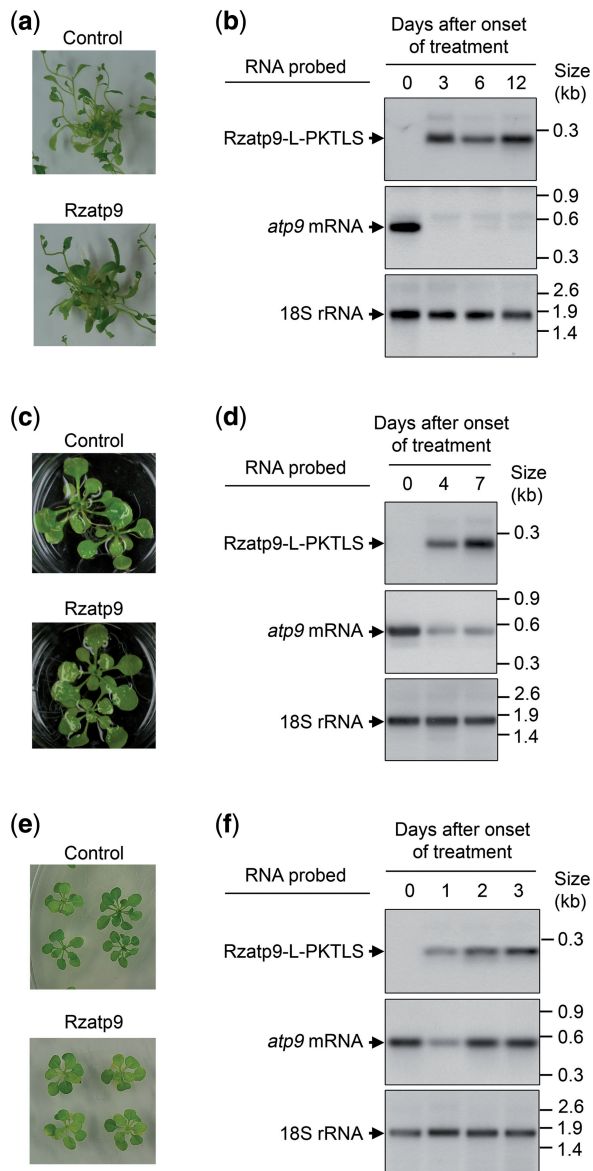 (a)
Control
Rzatp9
(b)
Days after onset
of treatment
RNA probed
0 3 6 12
Size
(kb)
Rzatp9-L-PKTLS
0.3
atp9 mRNA
0.9
0.6
0.3
18S rRNA
2.6
1.9
1.4
(c)
Control
Rzatp9
(d)
Days after onset
of treatment
RNA probed
0 4 7
Size
(kb)
Rzatp9-L-PKTLS
0.3
atp9 mRNA
0.9
0.6
0.3
18S rRNA
2.6
1.9
1.4
(e)
Control
Rzatp9
(f)
Days after onset
of treatment
RNA probed
0 1 2 3
Size
(kb)
Rzatp9-L-PKTLS
0.3
atp9 mRNA
0.9
0.6
0.3
18S rRNA
2.6
1.9
1.4